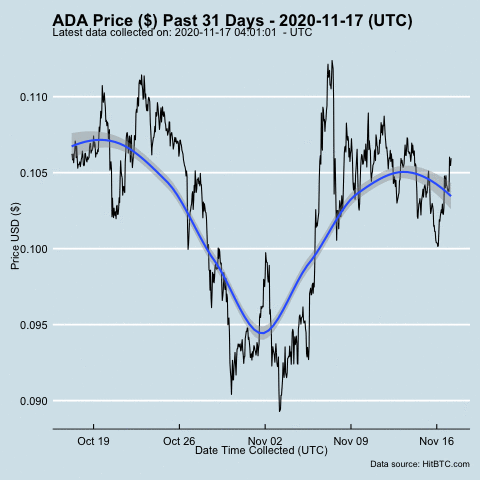 ADA Price ($) Past 31 Days - 2020-11-17 (UTC)
Latest data collected on: 2020-11-17 04:01:01 - UTC
Price USD ($)
0.110
0.105
0.100
0.095
0.090
Oct 19
Oct 26
Nov 02
Nov 09
Nov 16
Date Time Collected (UTC)
Data source: HitBTC.com